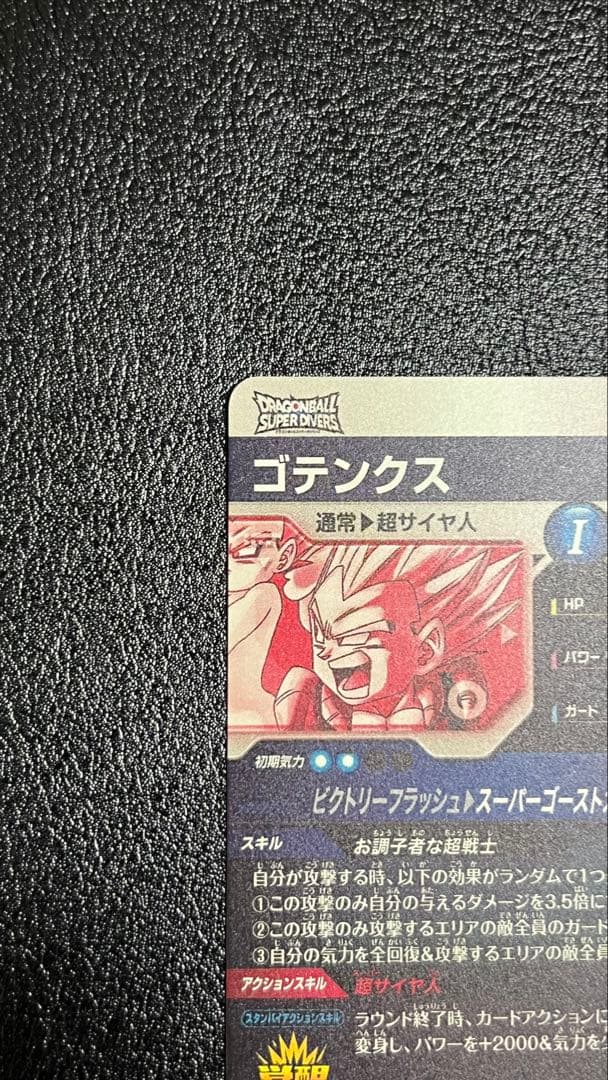 DRAGONBALL
SUPER DIVERS
ゴテンクス
通常▶超サイヤ人
I
HP
パワー
ガード
初期気力
ビクトリーフラッシュ▶スーパーゴースト
スキル
お調子者な超戦士
自分が攻撃する時、以下の効果がランダムで1つ
①この攻撃のみ自分の与えるダメージを3.5倍に
②この攻撃のみ攻撃するエリアの敵全員のガード
③自分の気力を全回復&攻撃するエリアの敵全員
アクションスキル
超サイヤ人
スタンバイアクションスキル
ラウンド終了時、カードアクションに
変身し、パワーを+2000&気力を
覚醒